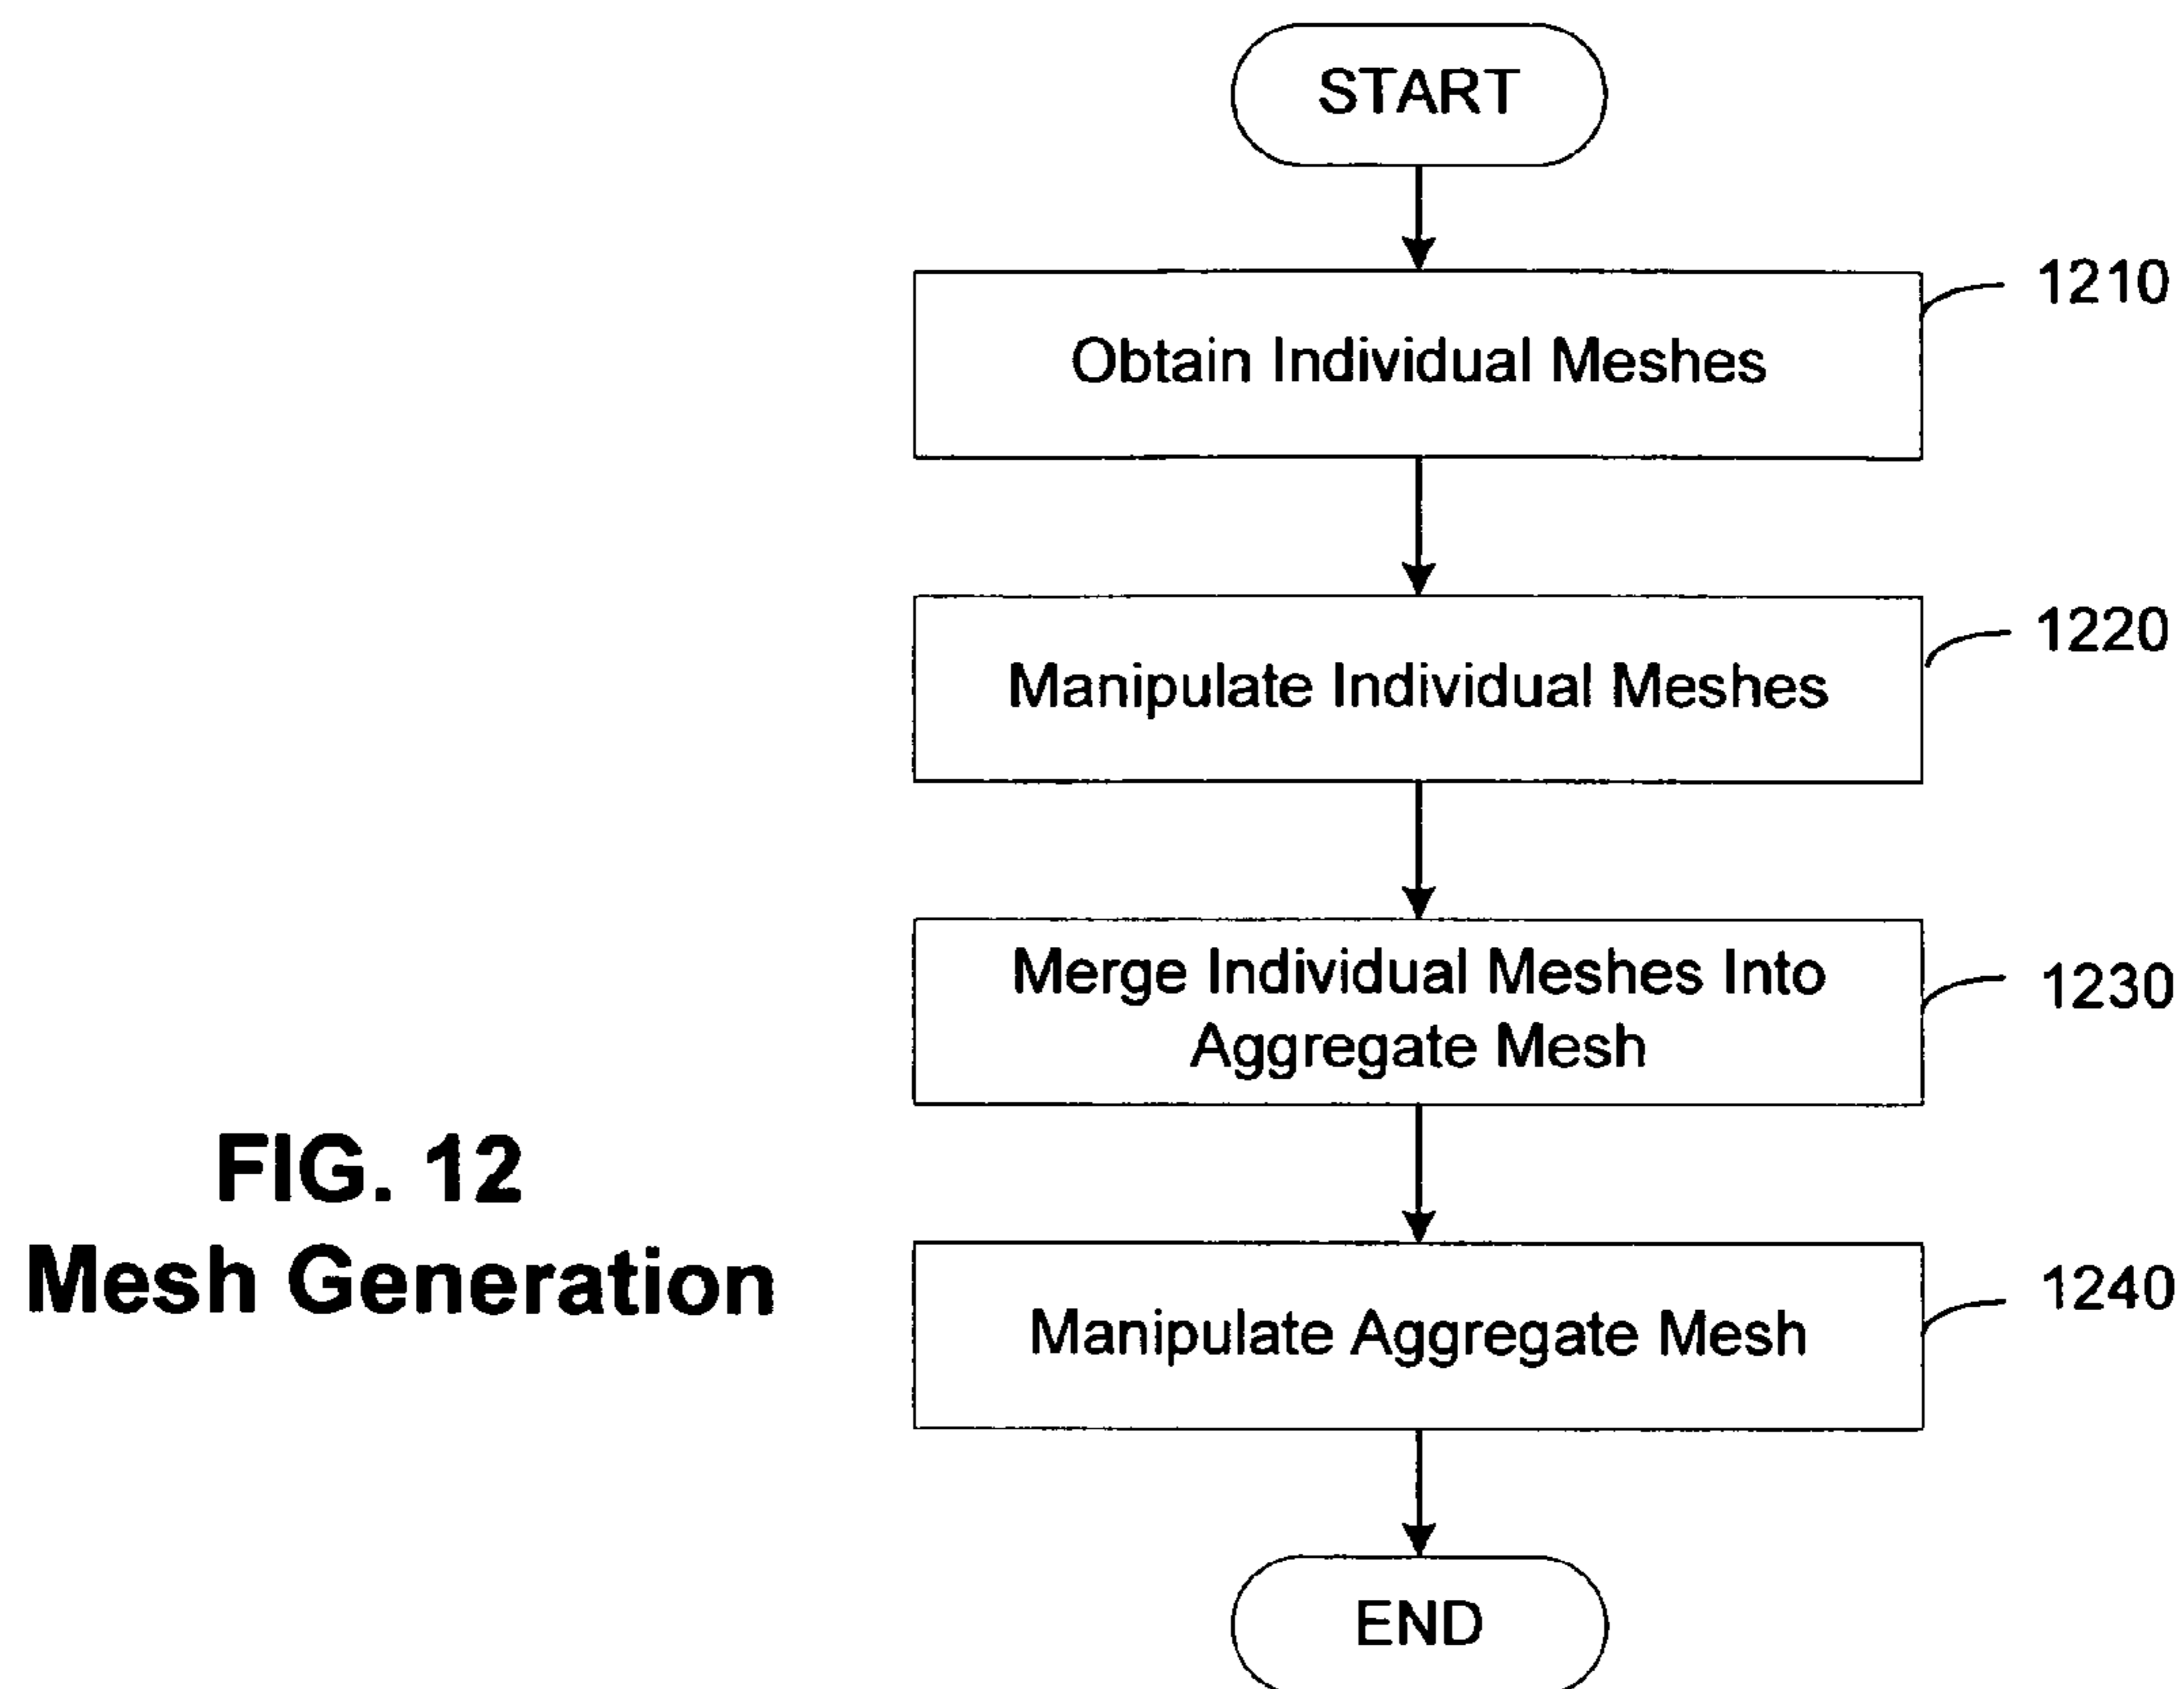 START
1210
Obtain Individual Meshes
1220
Manipulate Individual Meshes
Merge Individual Meshes Into
1230
Aggregate Mesh
FIG. 12
Mesh Generation
1240
Manipulate Aggregate Mesh
END